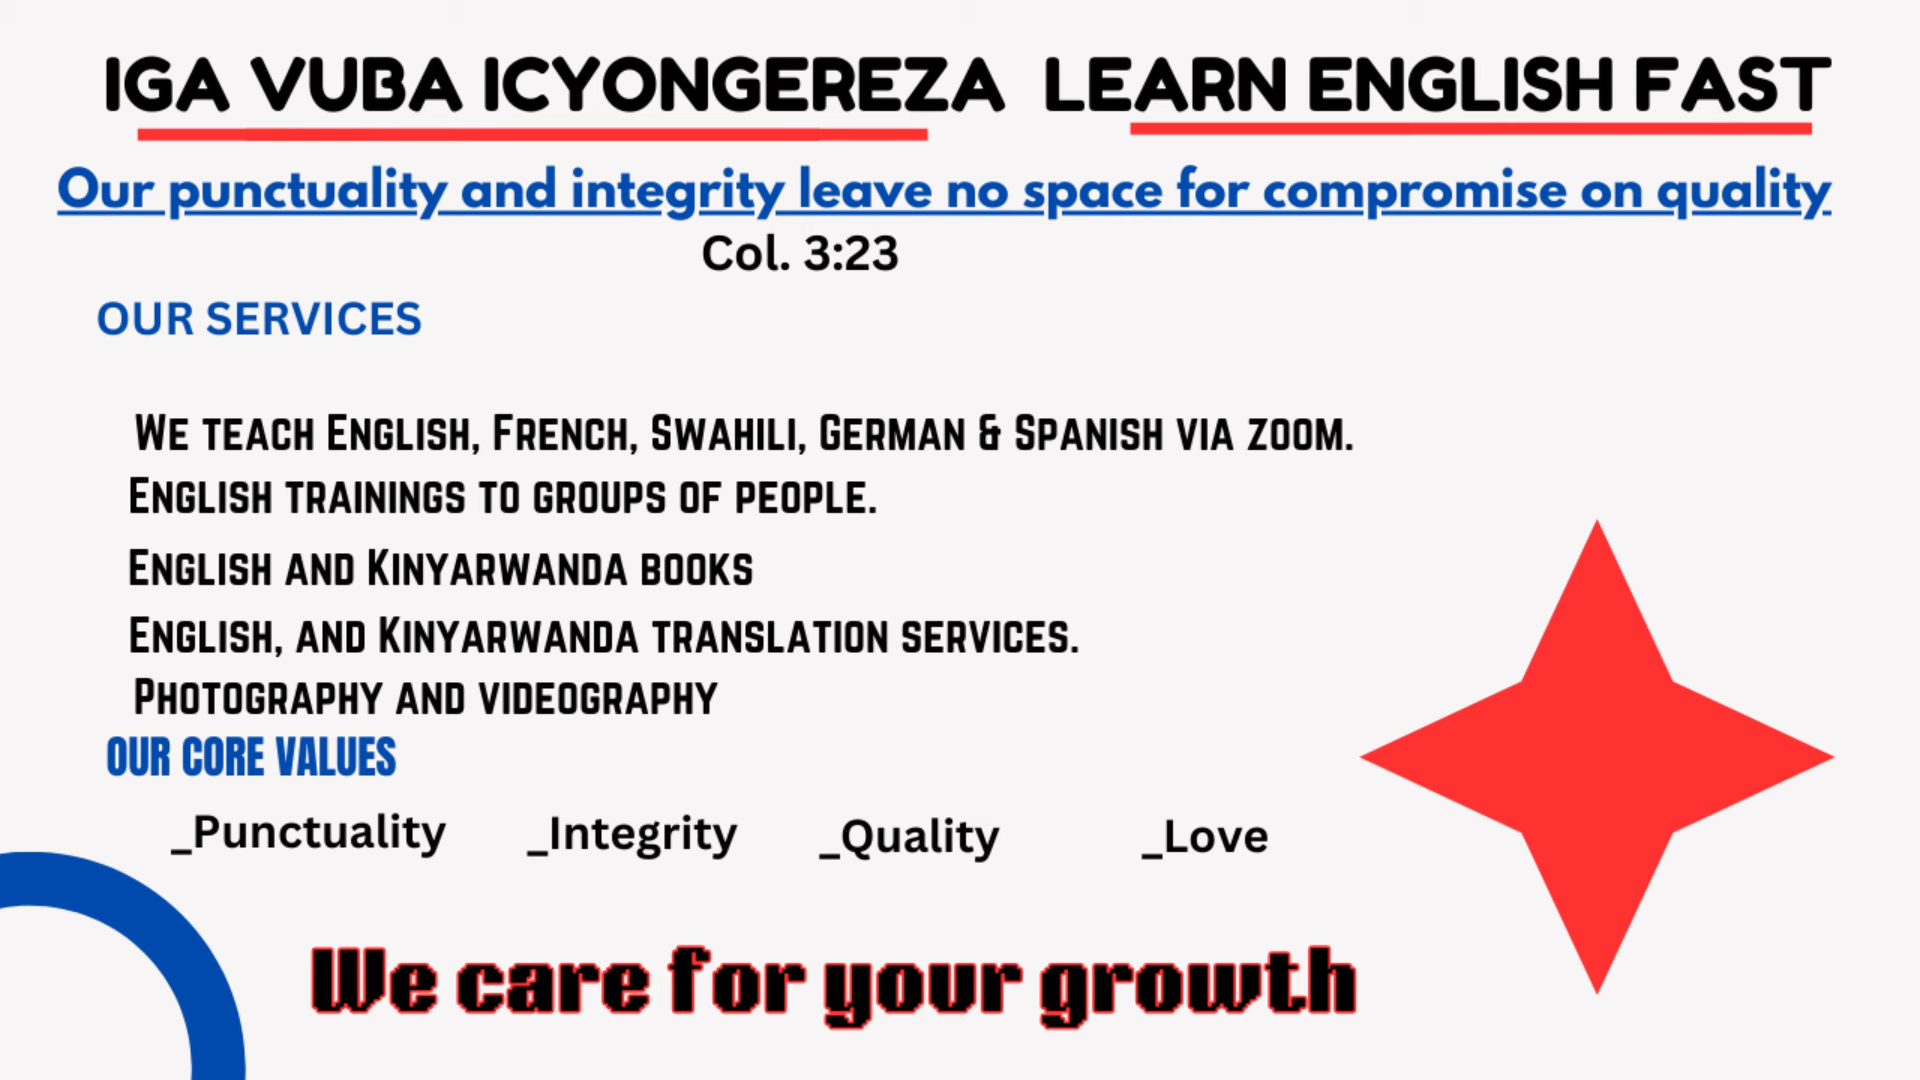 IGA VUBA ICYONGEREZA LEARN ENGLISH FAST
Our punctuality and integrity leave no space for compromise on quality
Col. 3:23
OUR SERVICES
We teach English, French, Swahili, German & Spanish via zoom.
English trainings to groups of people.
English and Kinyarwanda books
English, and Kinyarwanda translation services.
Photography and videography
OUR CORE VALUES
_Punctuality _Integrity _Quality _Love
We care for your growth